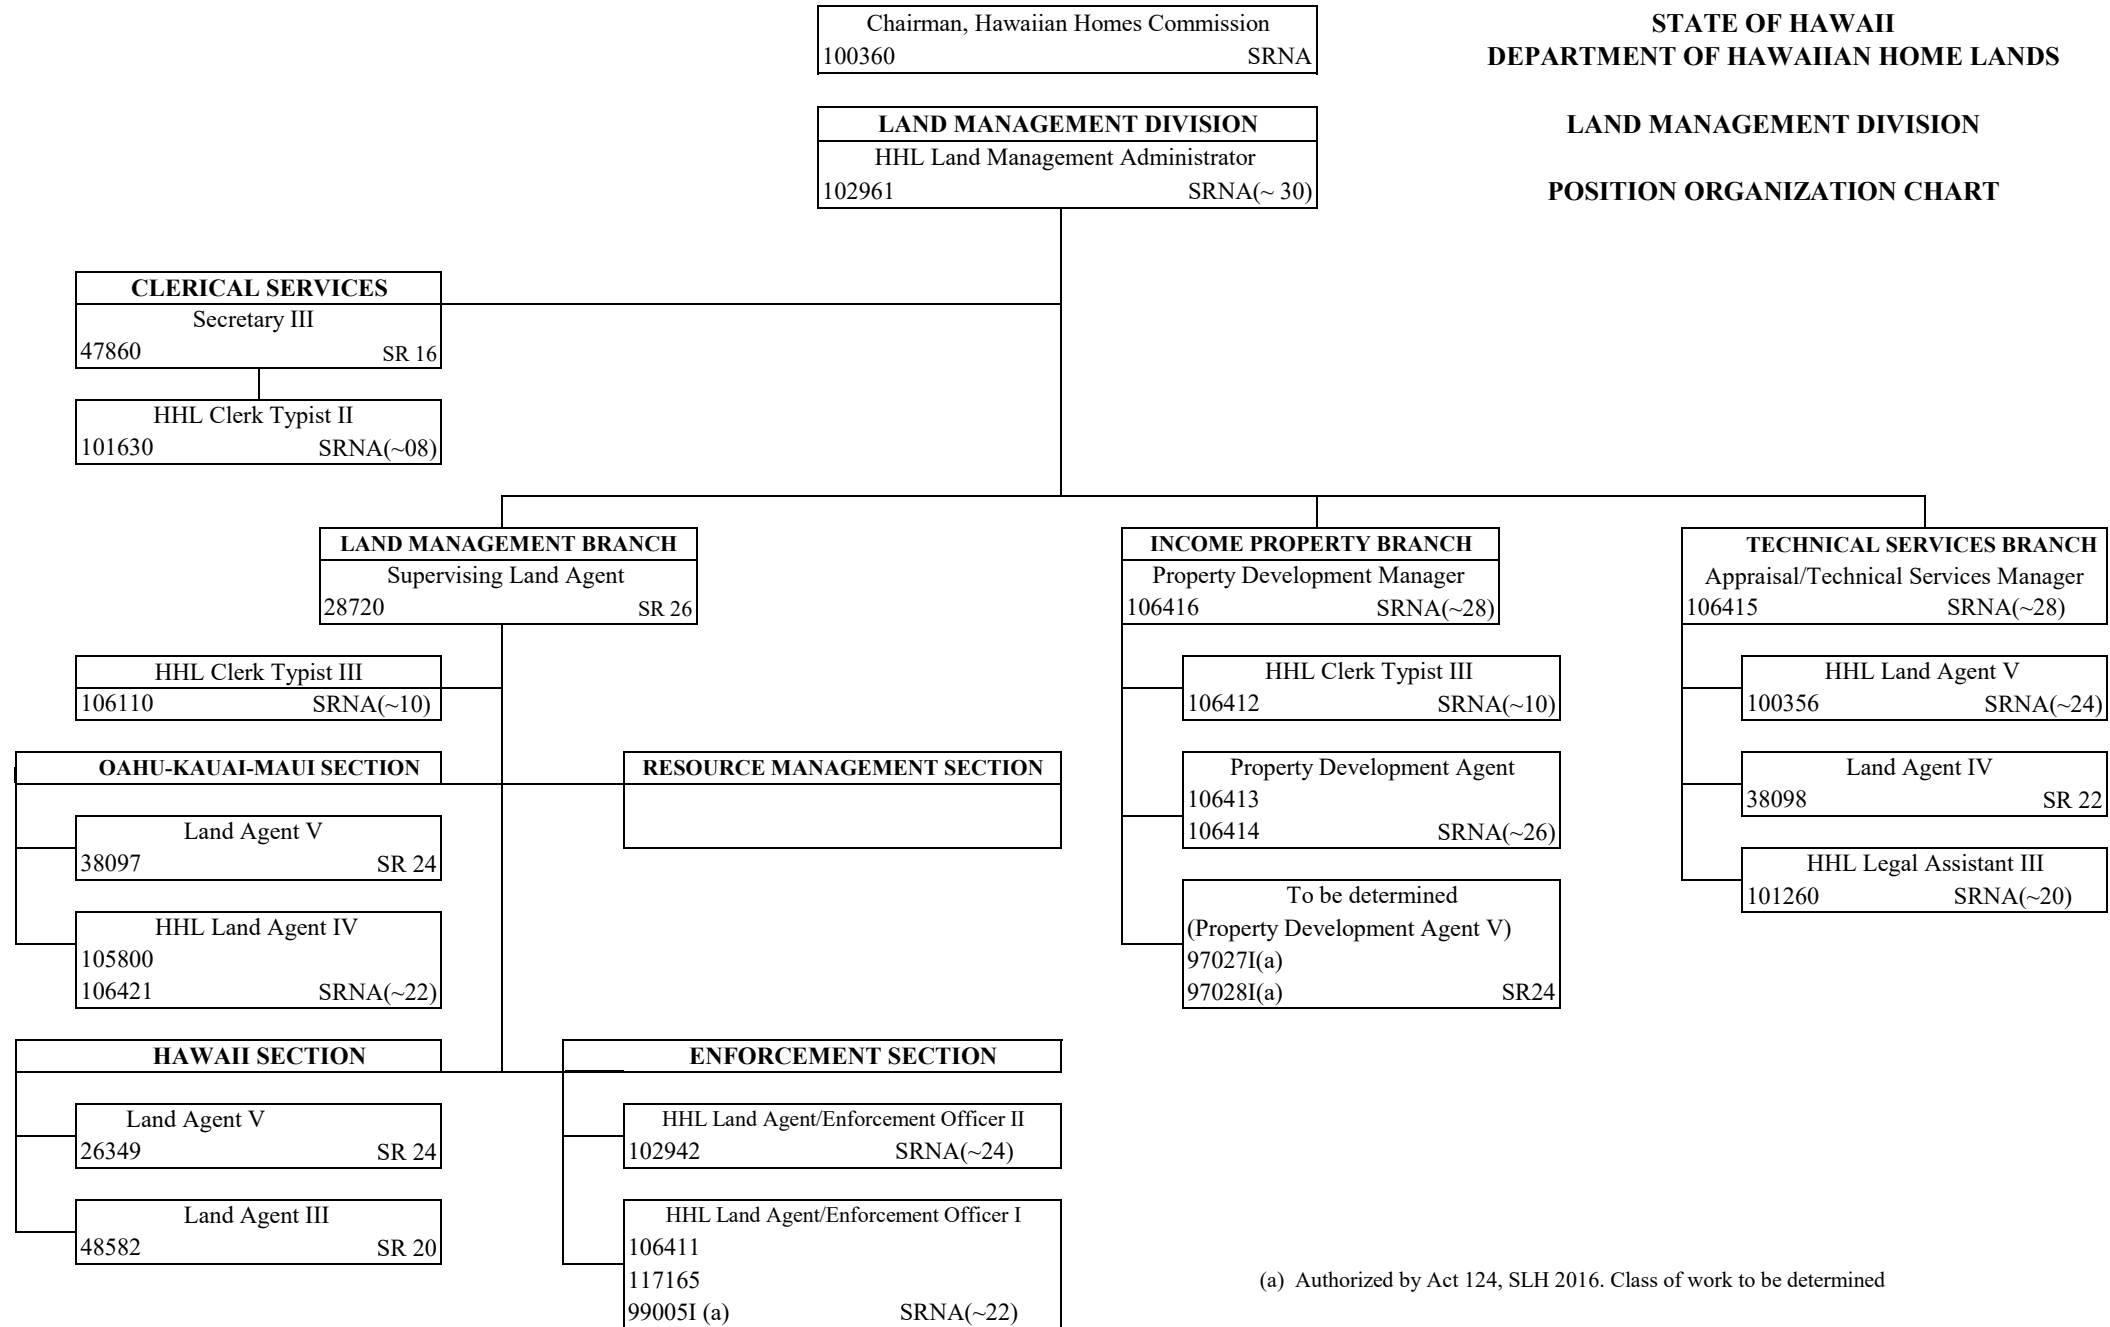 Chairman, Hawaiian Homes Commission
100360 SRNA
STATE OF HAWAII
DEPARTMENT OF HAWAIIAN HOME LANDS
LAND MANAGEMENT DIVISION
POSITION ORGANIZATION CHART
LAND MANAGEMENT DIVISION
HHL Land Management Administrator
102961 SRNA(~ 30)
CLERICAL SERVICES
Secretary III
47860 SR 16
HHL Clerk Typist II
101630 SRNA(~08)
LAND MANAGEMENT BRANCH
Supervising Land Agent
28720 SR 26
HHL Clerk Typist III
106110 SRNA(~10)
OAHU-KAUAI-MAUI SECTION
Land Agent V
38097 SR 24
HHL Land Agent IV
105800
106421 SRNA(~22)
RESOURCE MANAGEMENT SECTION
HAWAII SECTION
Land Agent V
26349 SR 24
Land Agent III
48582 SR 20
ENFORCEMENT SECTION
HHL Land Agent/Enforcement Officer II
102942 SRNA(~24)
HHL Land Agent/Enforcement Officer I
106411
117165
99005I (a) SRNA(~22)
INCOME PROPERTY BRANCH
Property Development Manager
106416 SRNA(~28)
HHL Clerk Typist III
106412 SRNA(~10)
Property Development Agent
106413
106414 SRNA(~26)
To be determined
(Property Development Agent V)
97027I(a)
97028I(a) SR24
TECHNICAL SERVICES BRANCH
Appraisal/Technical Services Manager
106415 SRNA(~28)
HHL Land Agent V
100356 SRNA(~24)
Land Agent IV
38098 SR 22
HHL Legal Assistant III
101260 SRNA(~20)
(a) Authorized by Act 124, SLH 2016. Class of work to be determined